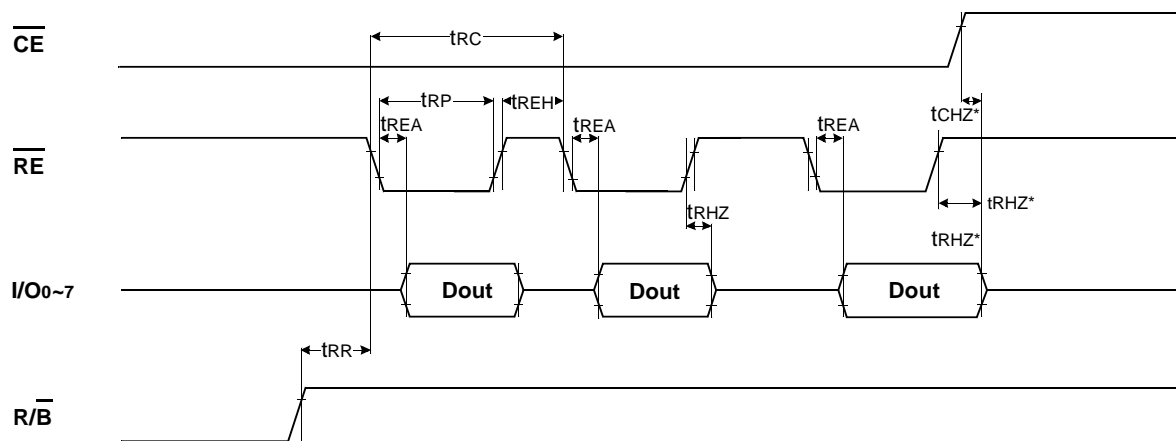 CE
tRC
tRP
tREH
tCHZ*
tREA
tREA
tREA
RE
tRHZ*
tRHZ
tRHZ*
I/O0~7
Dout
Dout
Dout
tRR
R/B